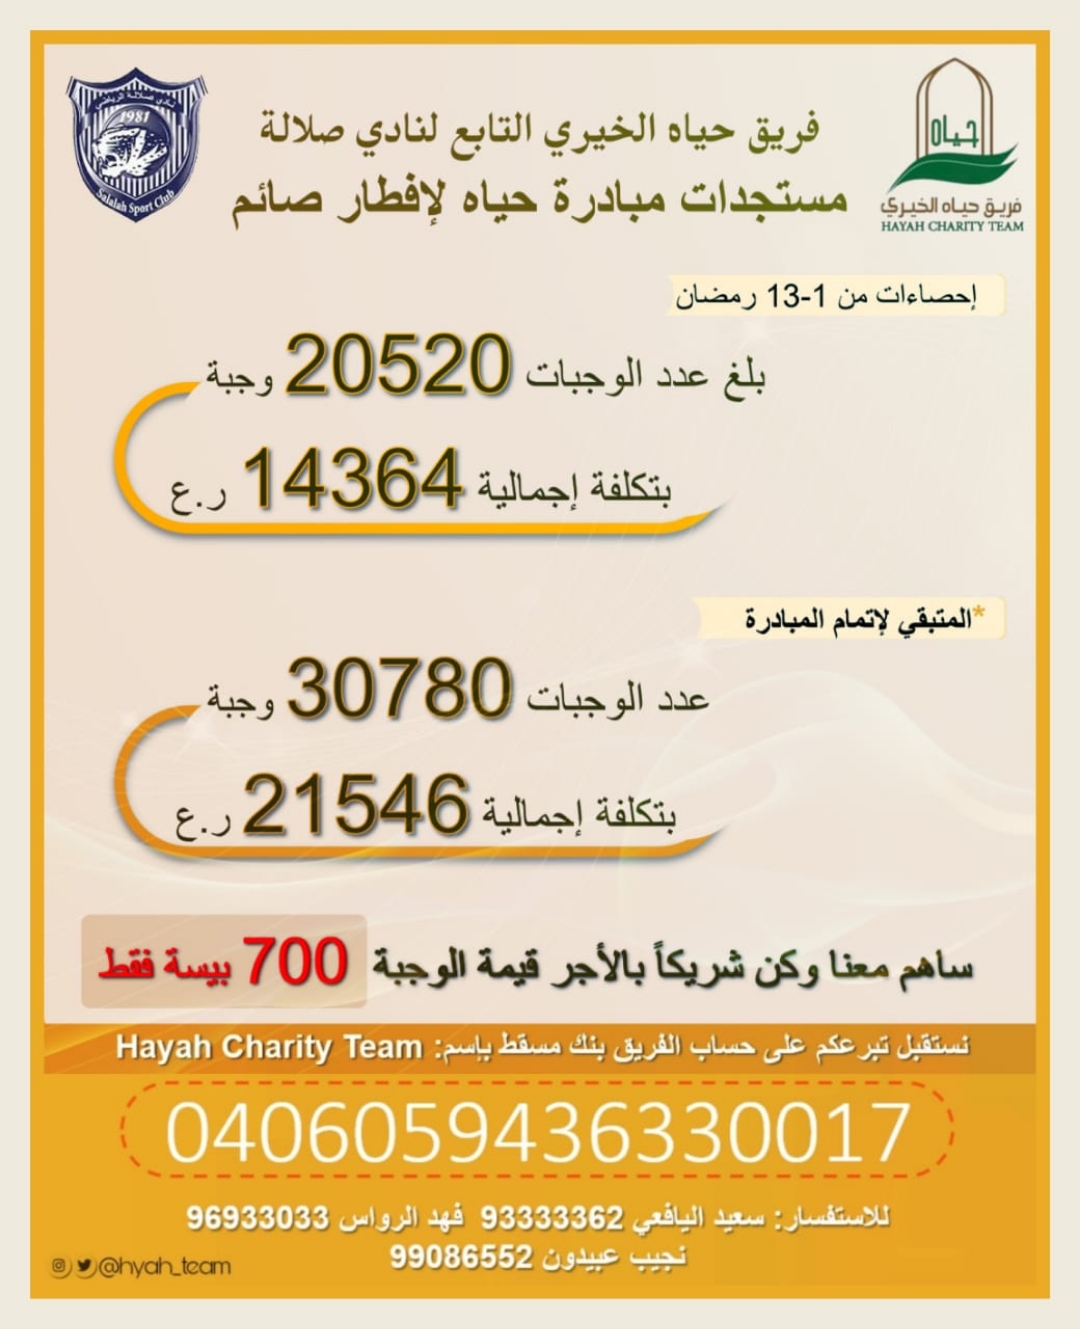 نادي صلالة الرياضي
1981
Salalah Sport Club
حياه
فريق حياه الخيري
HAYAH CHARITY TEAM
فريق حياه الخيري التابع لنادي صلالة
مستجدات مبادرة حياه لإفطار صائم
إحصاءات من 1-13 رمضان
بلغ عدد الوجبات 20520 وجبة
بتكلفة إجمالية 14364 ر.ع
*المتبقي لإتمام المبادرة
عدد الوجبات 30780 وجبة
بتكلفة إجمالية 21546 ر.ع
ساهم معنا وكن شريكاً بالأجر قيمة الوجبة 700 بيسة فقط
نستقبل تبرعكم على حساب الفريق بنك مسقط بإسم: Hayah Charity Team
0406059436330017
للاستفسار: سعيد اليافعي 93333362 فهد الرواس 96933033
نجيب عبيدون 99086552
@hyah_team